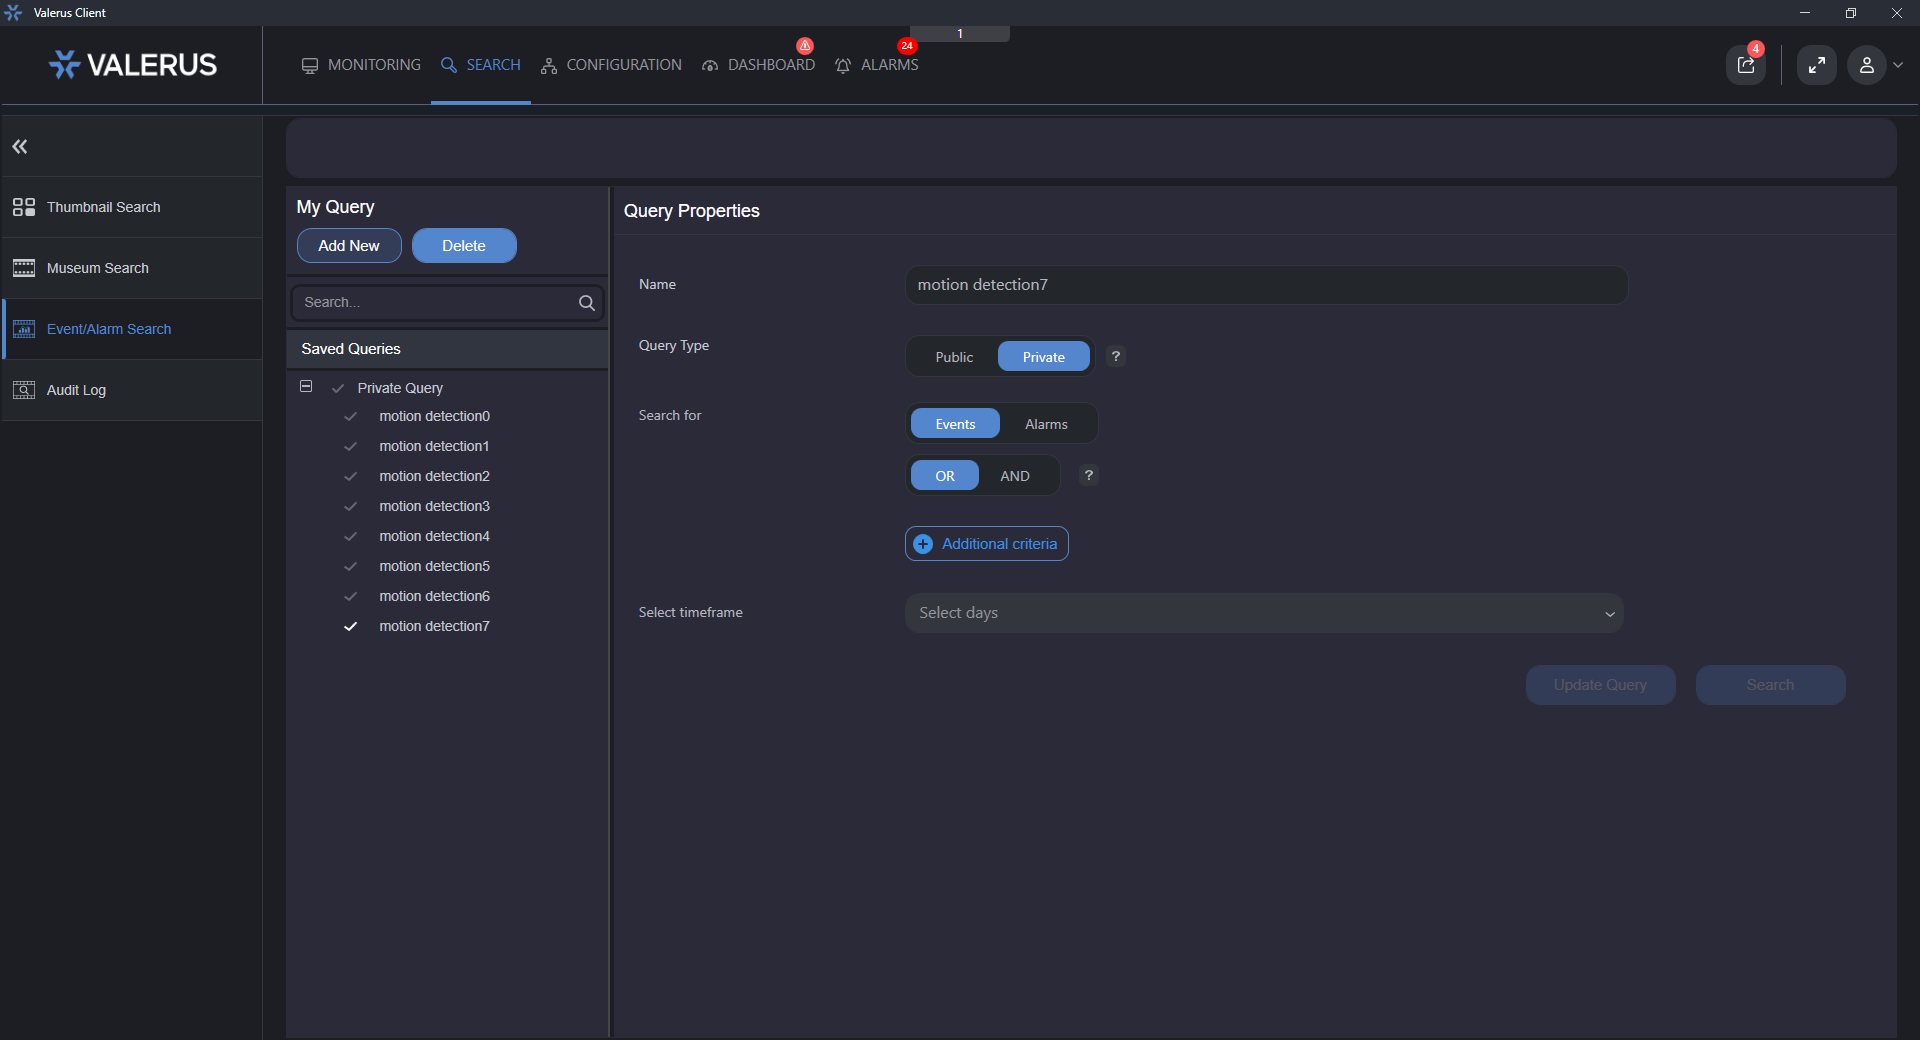 Valerus Client
1
VALERUS
MONITORING
SEARCH
CONFIGURATION
DASHBOARD
24
ALARMS
4
Thumbnail Search
Museum Search
Event/Alarm Search
Audit Log
My Query
Add New
Delete
Search...
Saved Queries
Private Query
motion detection0
motion detection1
motion detection2
motion detection3
motion detection4
motion detection5
motion detection6
motion detection7
Query Properties
Name
motion detection7
Query Type
Public
Private
?
Search for
Events
Alarms
OR
AND
?
Additional criteria
Select timeframe
Select days
Update Query
Search